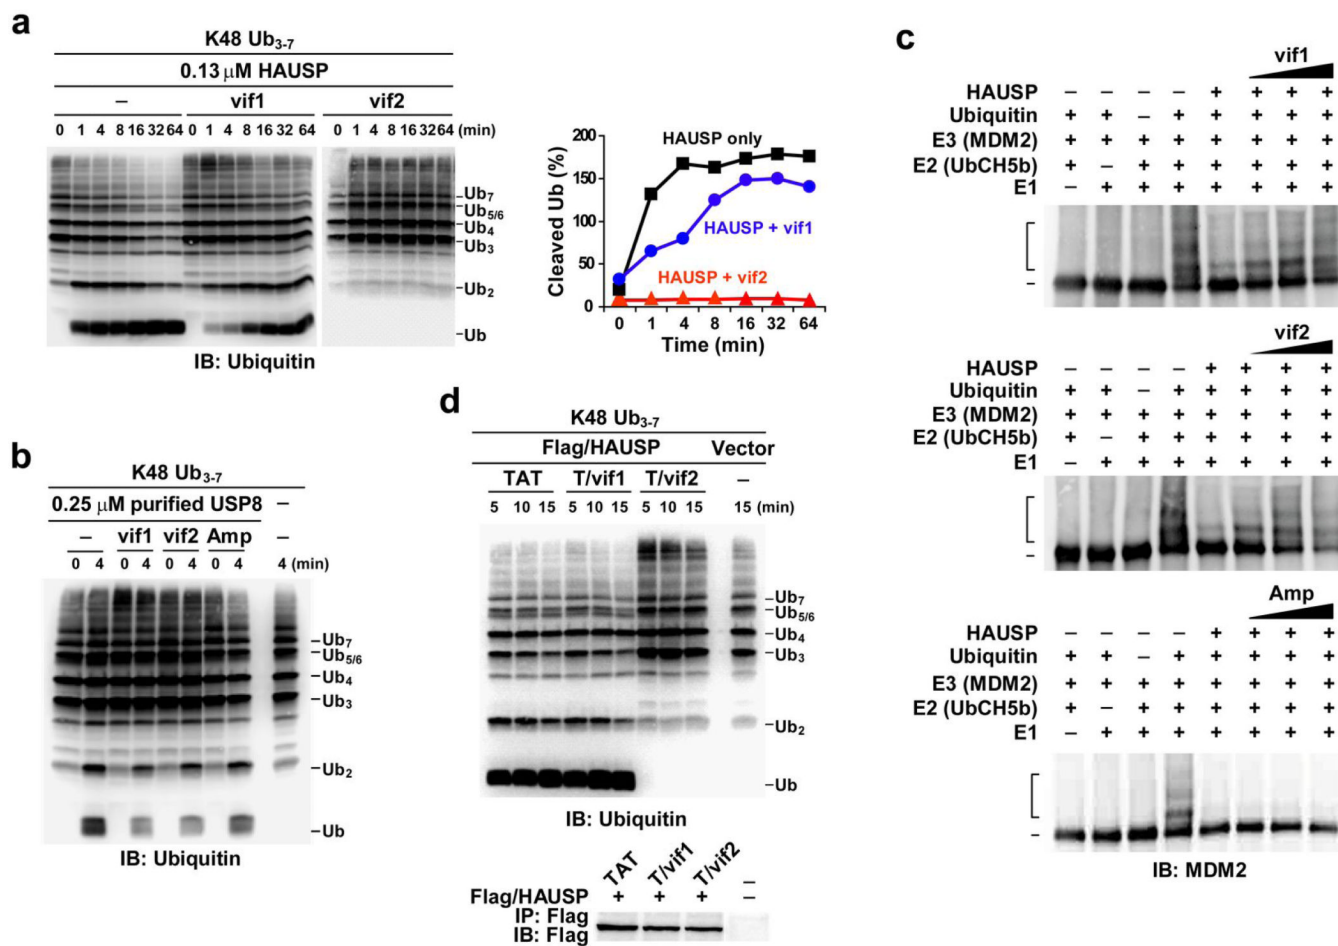 a
K48 Ub3-7
0.13 μM HAUSP
– vif1 vif2
0 1 4 8 16 32 64 0 1 4 8 16 32 64 0 1 4 8 16 32 64 (min)
Ub7
Ub5/6
Ub4
Ub3
Ub2
Ub
IB: Ubiquitin
Cleaved Ub (%)
200
150
100
50
0
HAUSP only
HAUSP + vif1
HAUSP + vif2
0 1 4 8 16 32 64
Time (min)
b
K48 Ub3-7
0.25 μM purified USP8 –
– vif1 vif2 Amp
0 4 0 4 0 4 0 4 4 (min)
Ub7
Ub5/6
Ub4
Ub3
Ub2
Ub
IB: Ubiquitin
c
vif1
HAUSP – – – – + + + +
Ubiquitin + + – + + + + +
E3 (MDM2) + + + + + + + +
E2 (UbCH5b) + – + + + + + +
E1 – + + + + + + +
vif2
HAUSP – – – – + + + +
Ubiquitin + + – + + + + +
E3 (MDM2) + + + + + + + +
E2 (UbCH5b) + – + + + + + +
E1 – + + + + + + +
Amp
HAUSP – – – – + + + +
Ubiquitin + + – + + + + +
E3 (MDM2) + + + + + + + +
E2 (UbCH5b) + – + + + + + +
E1 – + + + + + + +
IB: MDM2
d
K48 Ub3-7
Flag/HAUSP Vector
TAT T/vif1 T/vif2 –
5 10 15 5 10 15 5 10 15 15 (min)
Ub7
Ub5/6
Ub4
Ub3
Ub2
Ub
IB: Ubiquitin
TAT T/vif1 T/vif2 –
Flag/HAUSP + + + –
IP: Flag
IB: Flag